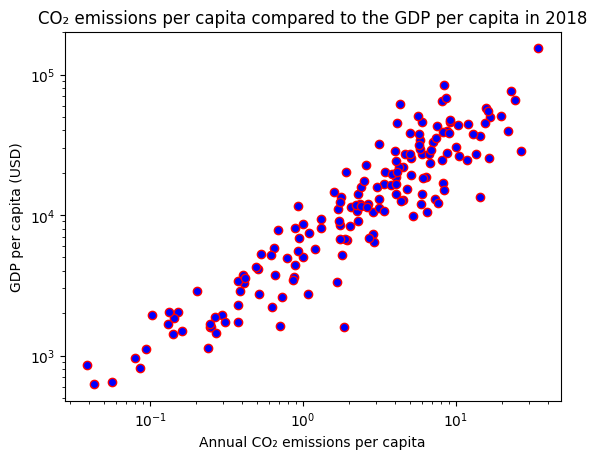 CO₂ emissions per capita compared to the GDP per capita in 2018
GDP per capita (USD)
10⁵
10⁴
10³
10⁻¹
10⁰
10¹
Annual CO₂ emissions per capita